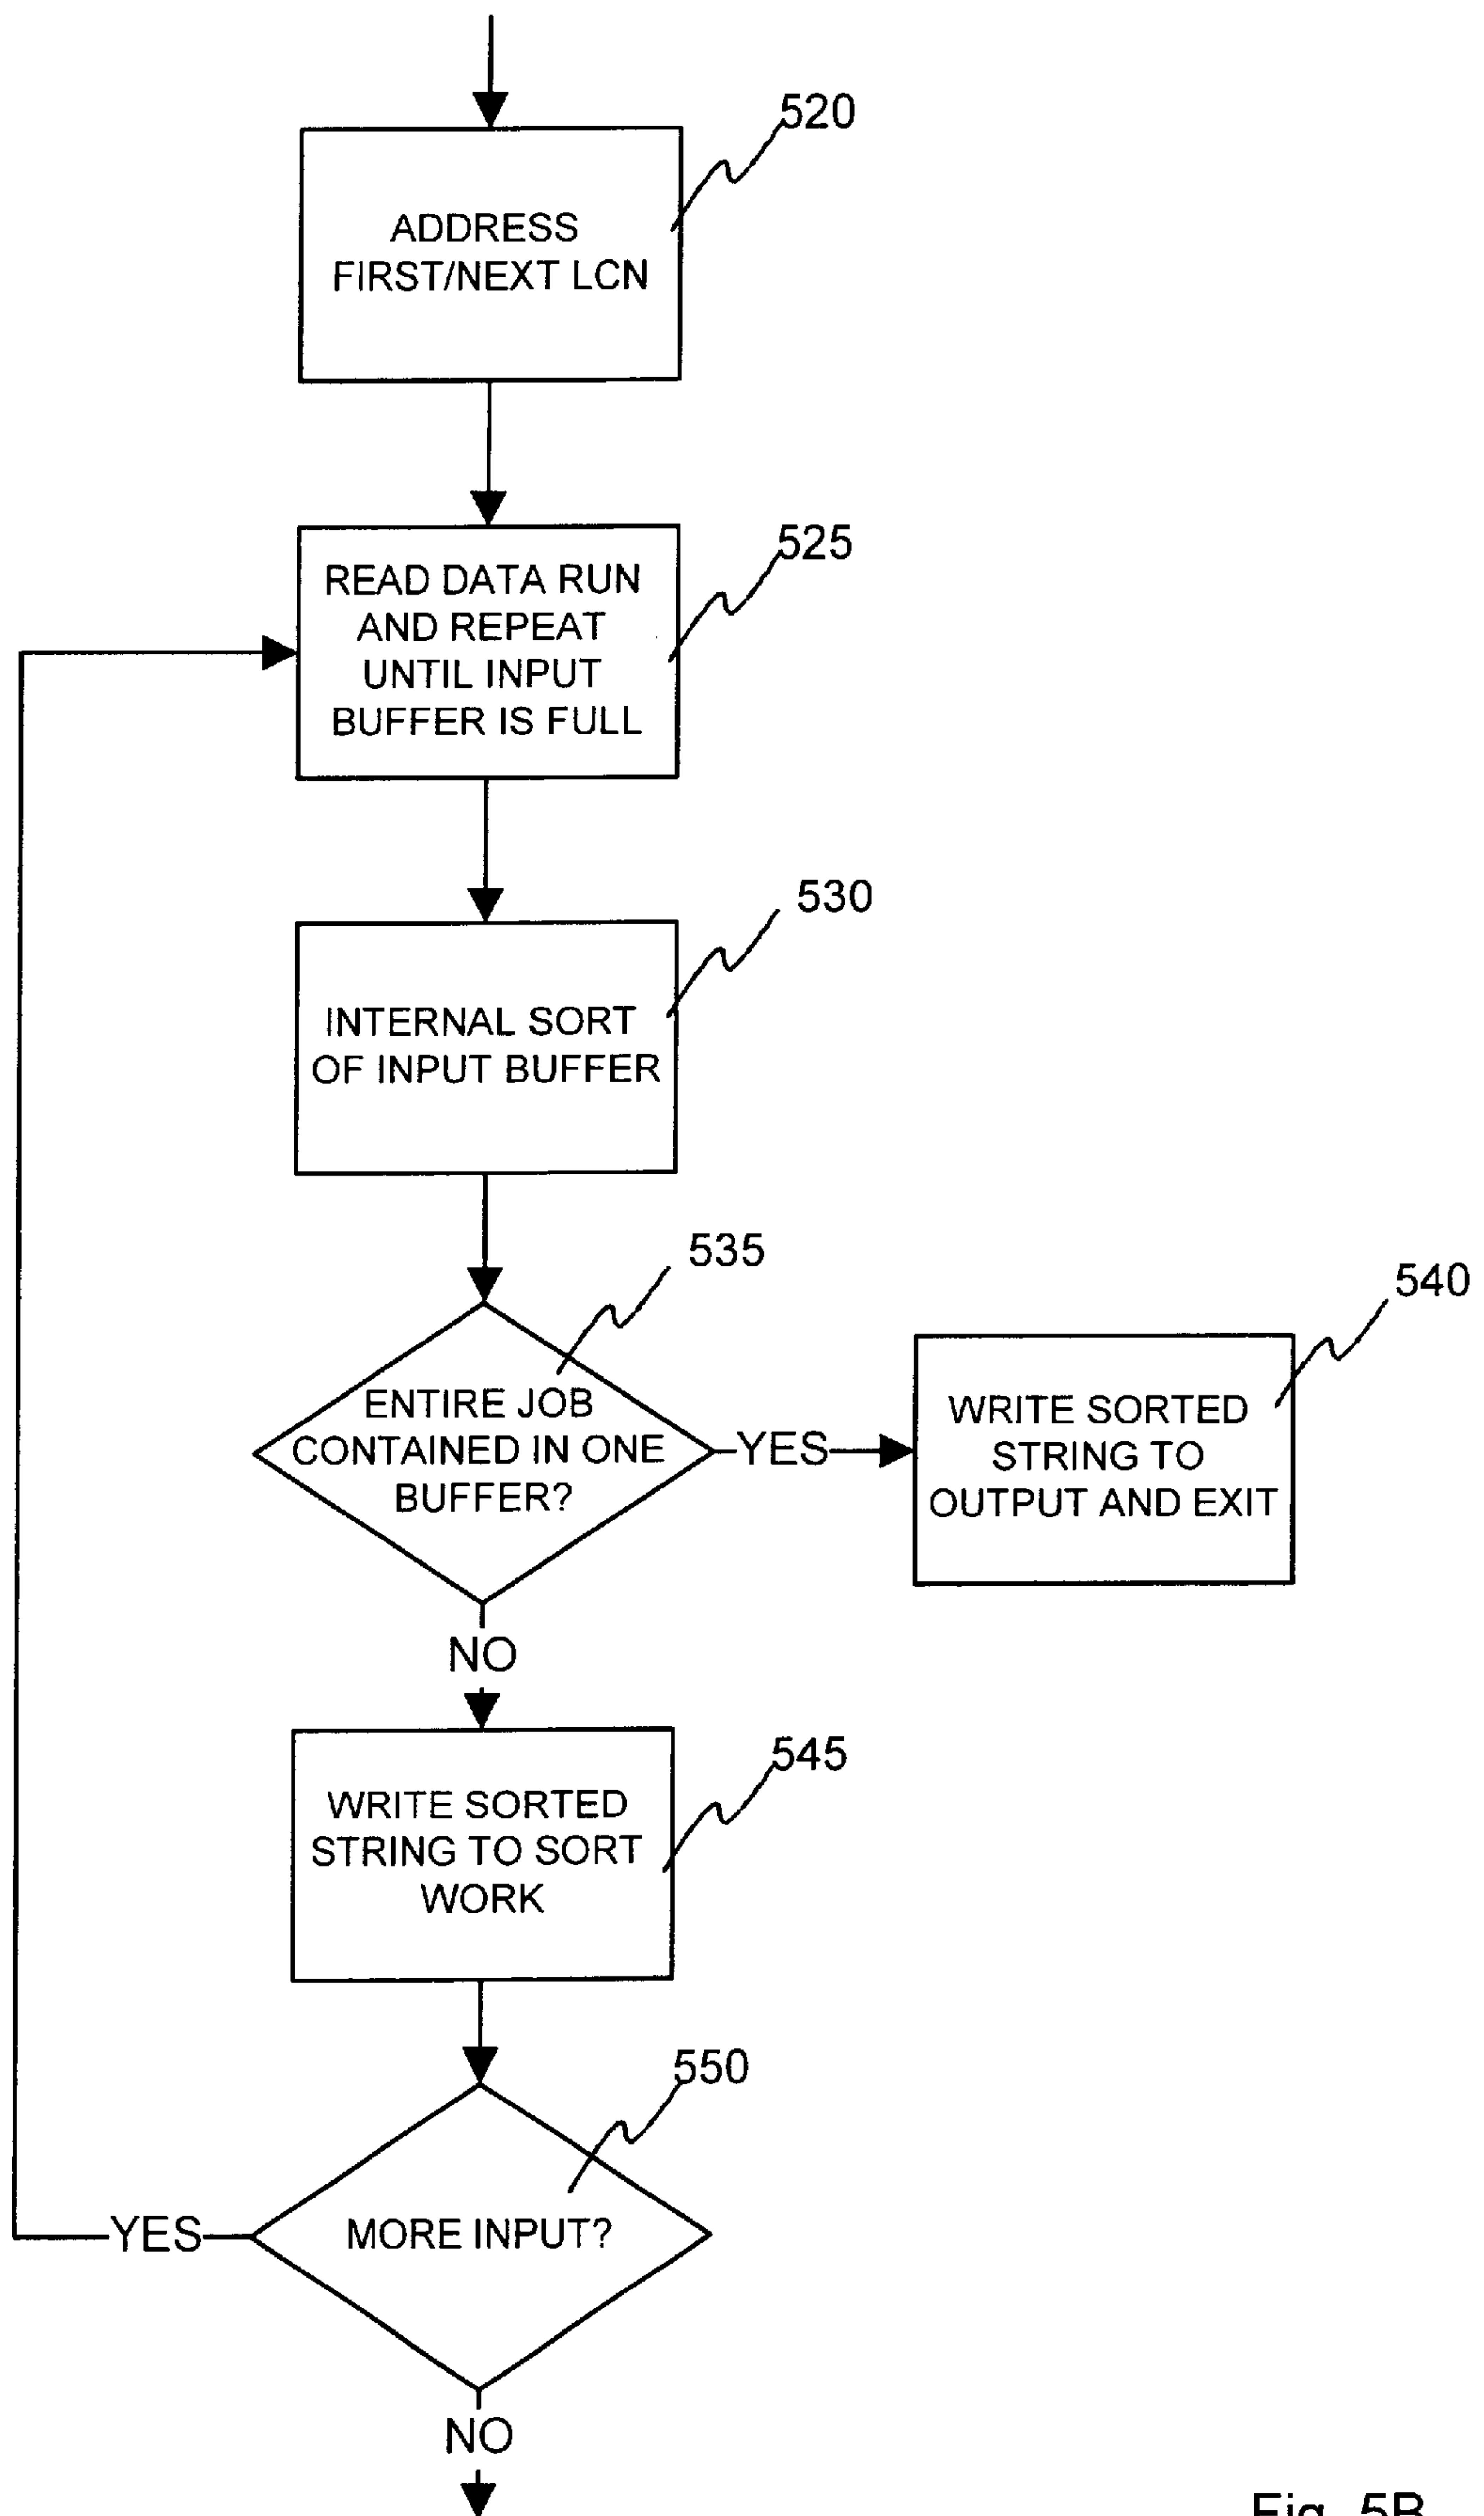 520
ADDRESS
FIRST/NEXT LCN
525
READ DATA RUN
AND REPEAT
UNTIL INPUT
BUFFER IS FULL
530
INTERNAL SORT
OF INPUT BUFFER
535
ENTIRE JOB
CONTAINED IN ONE
BUFFER?
YES
540
WRITE SORTED
STRING TO
OUTPUT AND EXIT
NO
545
WRITE SORTED
STRING TO SORT
WORK
550
MORE INPUT?
YES
NO
Fig. 5B